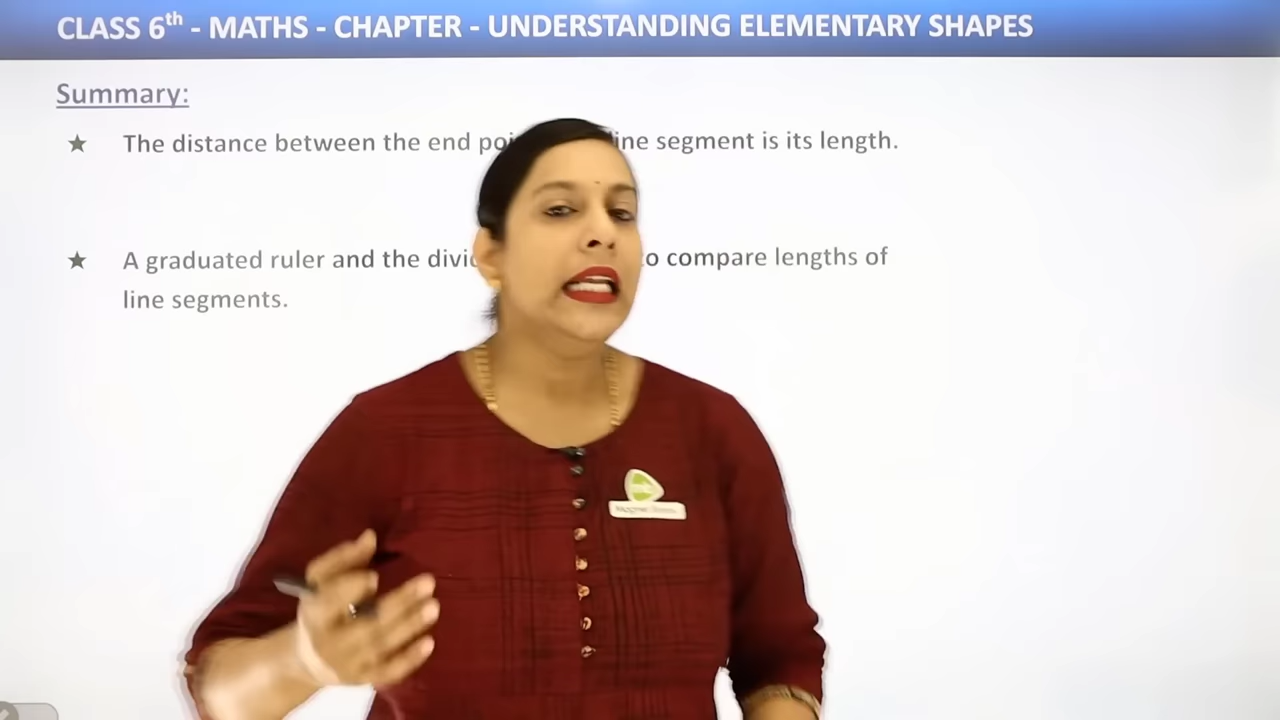 CLASS 6th - MATHS - CHAPTER - UNDERSTANDING ELEMENTARY SHAPES
Summary:
★ The distance between the end line segment is its length.
★ A graduated ruler and the compare lengths of
line segments.